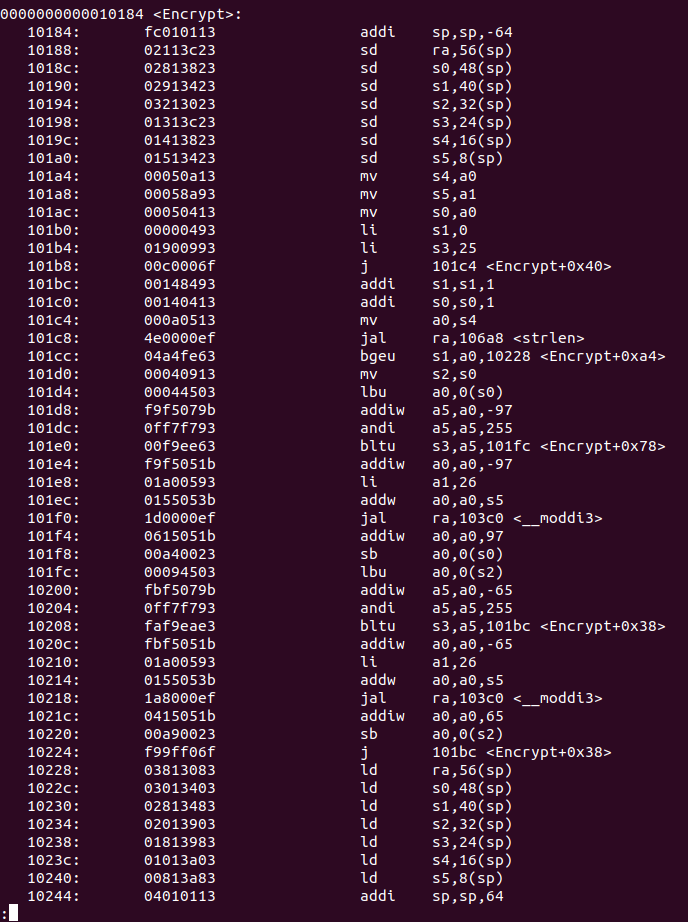 0000000000010184 <Encrypt>:
10184: fc010113 addi sp,sp,-64
10188: 02113c23 sd ra,56(sp)
1018c: 02813823 sd s0,48(sp)
10190: 02913423 sd s1,40(sp)
10194: 03213023 sd s2,32(sp)
10198: 01313c23 sd s3,24(sp)
1019c: 01413823 sd s4,16(sp)
101a0: 01513423 sd s5,8(sp)
101a4: 00050a13 mv s4,a0
101a8: 00058a93 mv s5,a1
101ac: 00050413 mv s0,a0
101b0: 00000493 li s1,0
101b4: 01900993 li s3,25
101b8: 00c0006f j 101c4 <Encrypt+0x40>
101bc: 00148493 addi s1,s1,1
101c0: 00140413 addi s0,s0,1
101c4: 000a0513 mv a0,s4
101c8: 4e0000ef jal ra,106a8 <strlen>
101cc: 04a4fe63 bgeu s1,a0,10228 <Encrypt+0xa4>
101d0: 00040913 mv s2,s0
101d4: 00044503 lbu a0,0(s0)
101d8: f9f5079b addiw a5,a0,-97
101dc: 0ff7f793 andi a5,a5,255
101e0: 00f9ee63 bltu s3,a5,101fc <Encrypt+0x78>
101e4: f9f5051b addiw a0,a0,-97
101e8: 01a00593 li a1,26
101ec: 0155053b addw a0,a0,s5
101f0: 1d0000ef jal ra,103c0 <__moddi3>
101f4: 0615051b addiw a0,a0,97
101f8: 00a40023 sb a0,0(s0)
101fc: 00094503 lbu a0,0(s2)
10200: fbf5079b addiw a5,a0,-65
10204: 0ff7f793 andi a5,a5,255
10208: faf9eae3 bltu s3,a5,101bc <Encrypt+0x38>
1020c: fbf5051b addiw a0,a0,-65
10210: 01a00593 li a1,26
10214: 0155053b addw a0,a0,s5
10218: 1a8000ef jal ra,103c0 <__moddi3>
1021c: 0415051b addiw a0,a0,65
10220: 00a90023 sb a0,0(s2)
10224: f99ff06f j 101bc <Encrypt+0x38>
10228: 03813083 ld ra,56(sp)
1022c: 03013403 ld s0,48(sp)
10230: 02813483 ld s1,40(sp)
10234: 02013903 ld s2,32(sp)
10238: 01813983 ld s3,24(sp)
1023c: 01013a03 ld s4,16(sp)
10240: 00813a83 ld s5,8(sp)
10244: 04010113 addi sp,sp,64
: